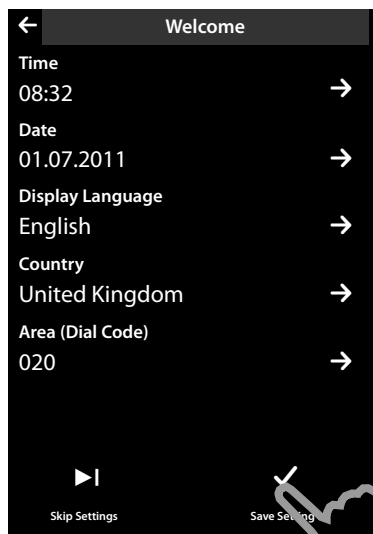 Welcome
Time
08:32
Date
01.07.2011
Display Language
English
Country
United Kingdom
Area (Dial Code)
020
Skip Settings
Save